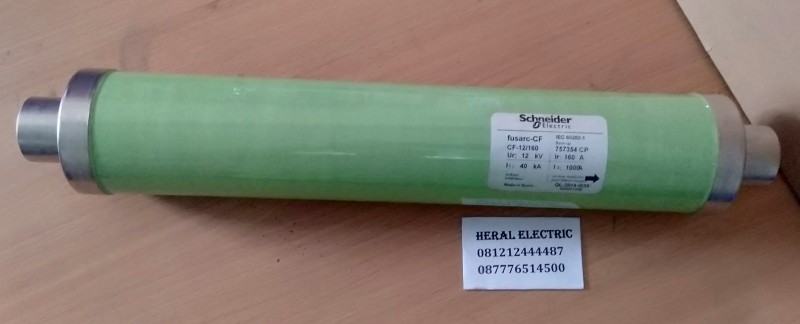 Schneider
Electric
fusarc-CF IEC 60282-1
CF-12/160 757354 CP
Ur: 12 kV Ir: 160 A
I1: 40 kA I3: 1000A
HERAL ELECTRIC
081212444487
087776514500